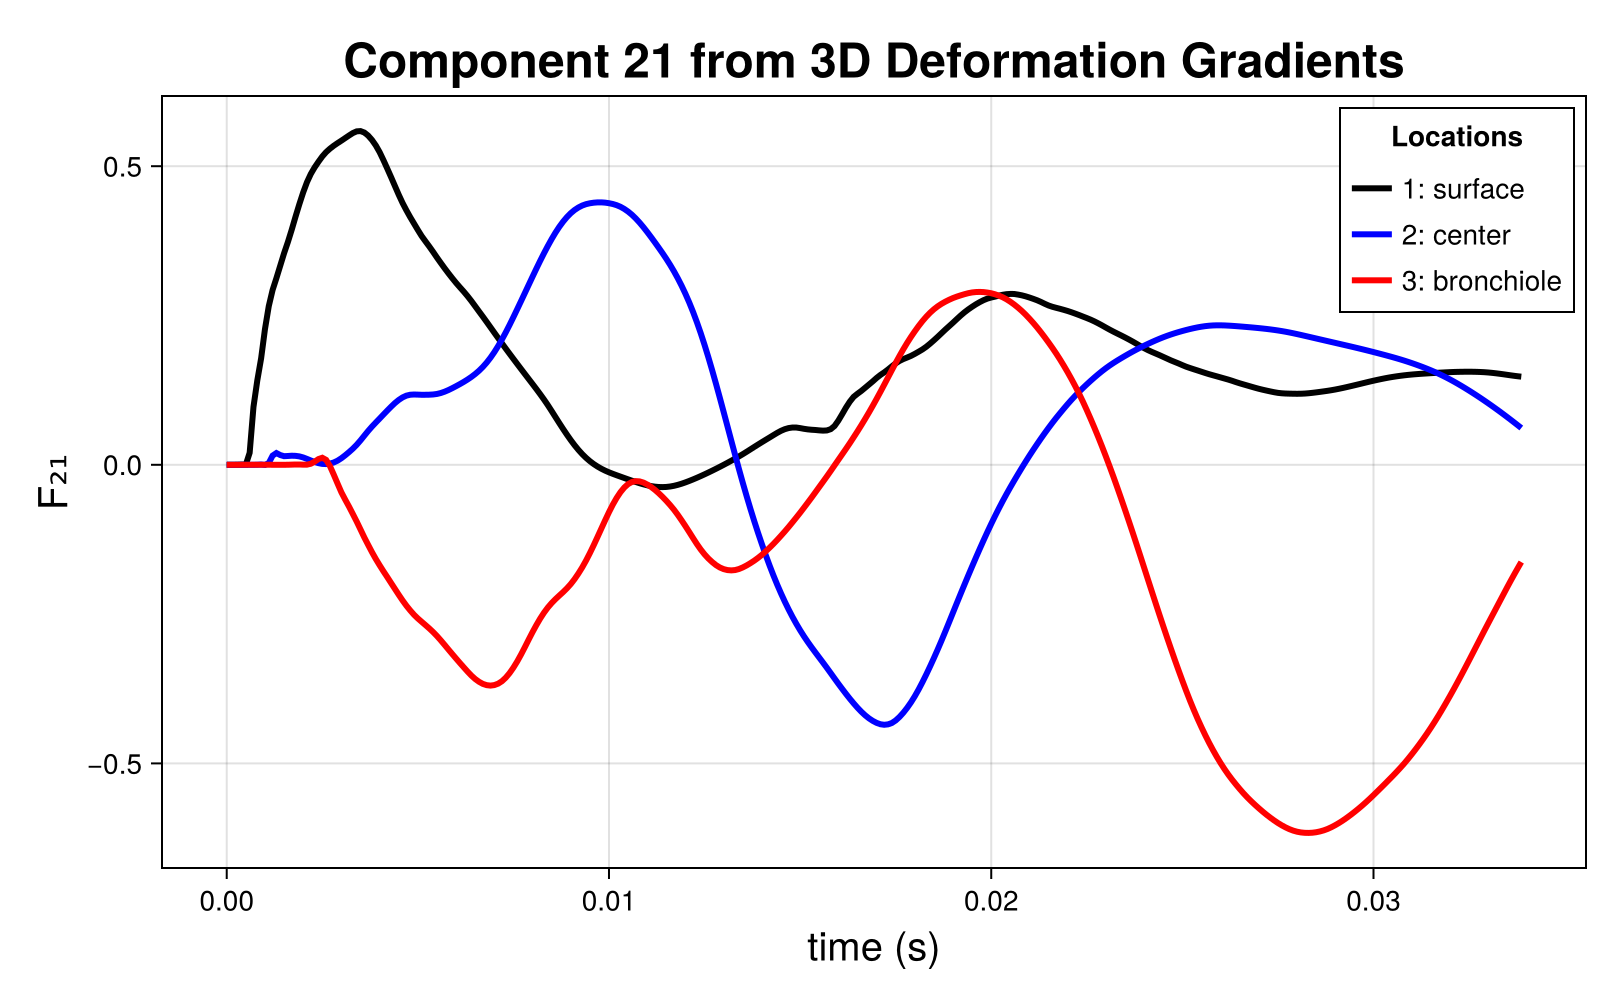 Component 21 from 3D Deformation Gradients
Locations
1: surface
2: center
3: bronchiole
0.5
0.0
−0.5
F₂₁
0.00
0.01
0.02
0.03
time (s)